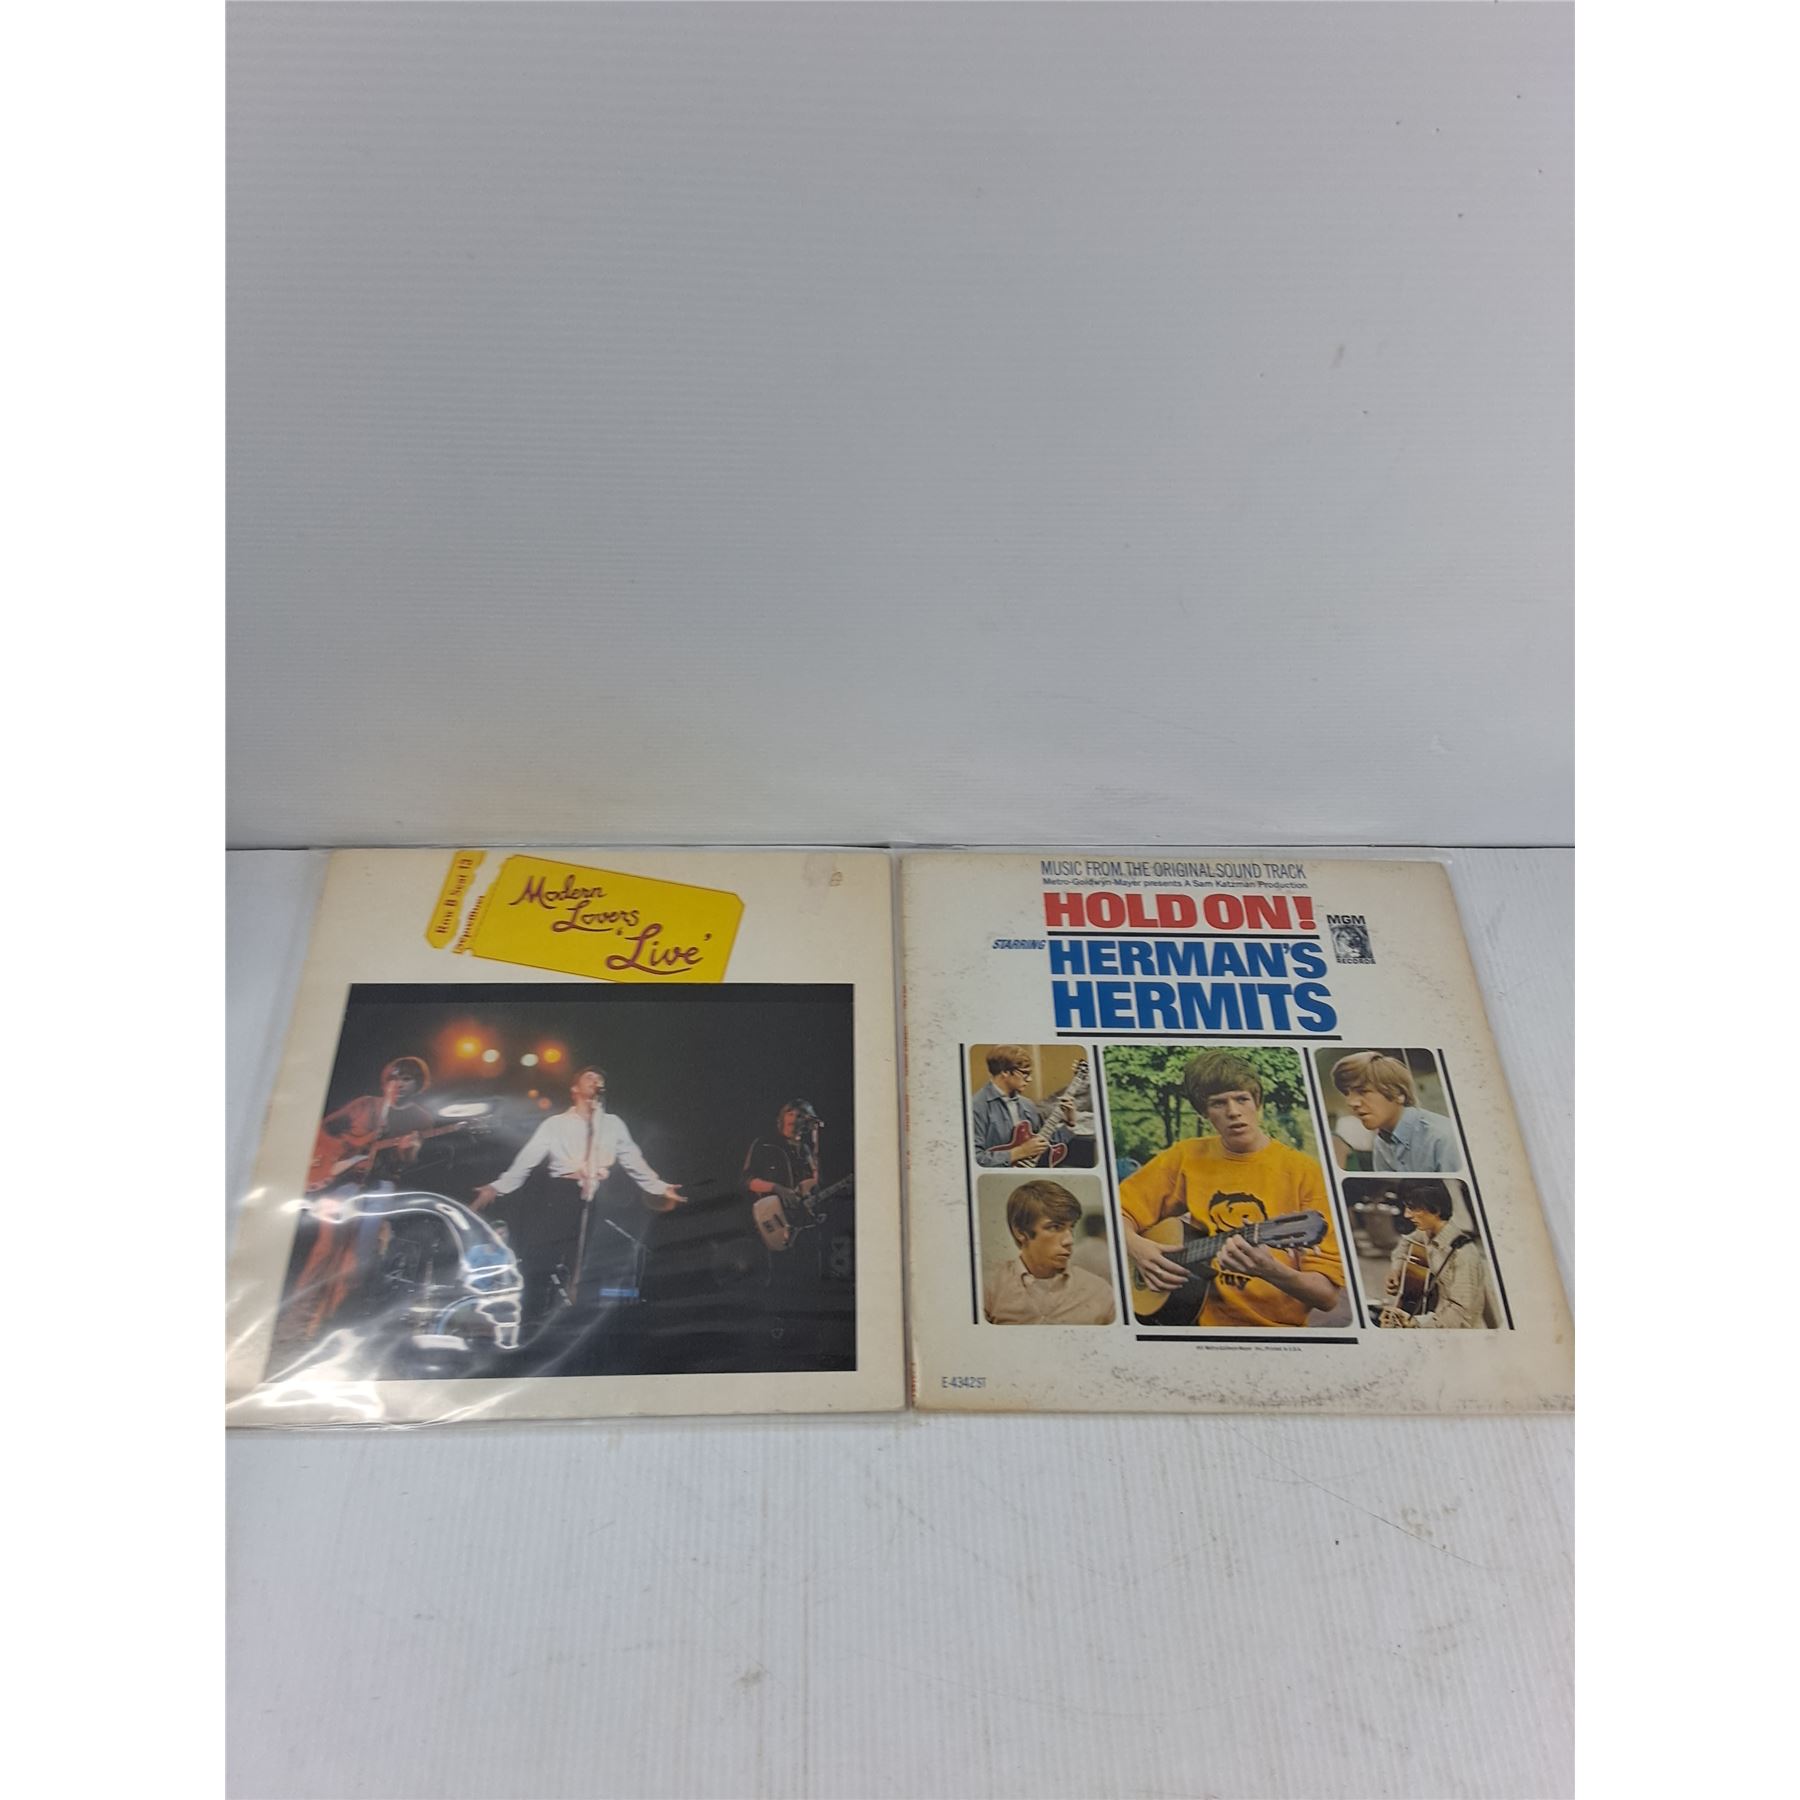 Row B Seat 13
September
Modern
Lovers
'Live'
MUSIC FROM THE ORIGINAL SOUND TRACK
Metro-Goldwyn-Mayer presents A Sam Katzman Production
HOLD ON!
STARRING HERMAN'S
HERMITS
MGM
RECORDS
E-4342ST